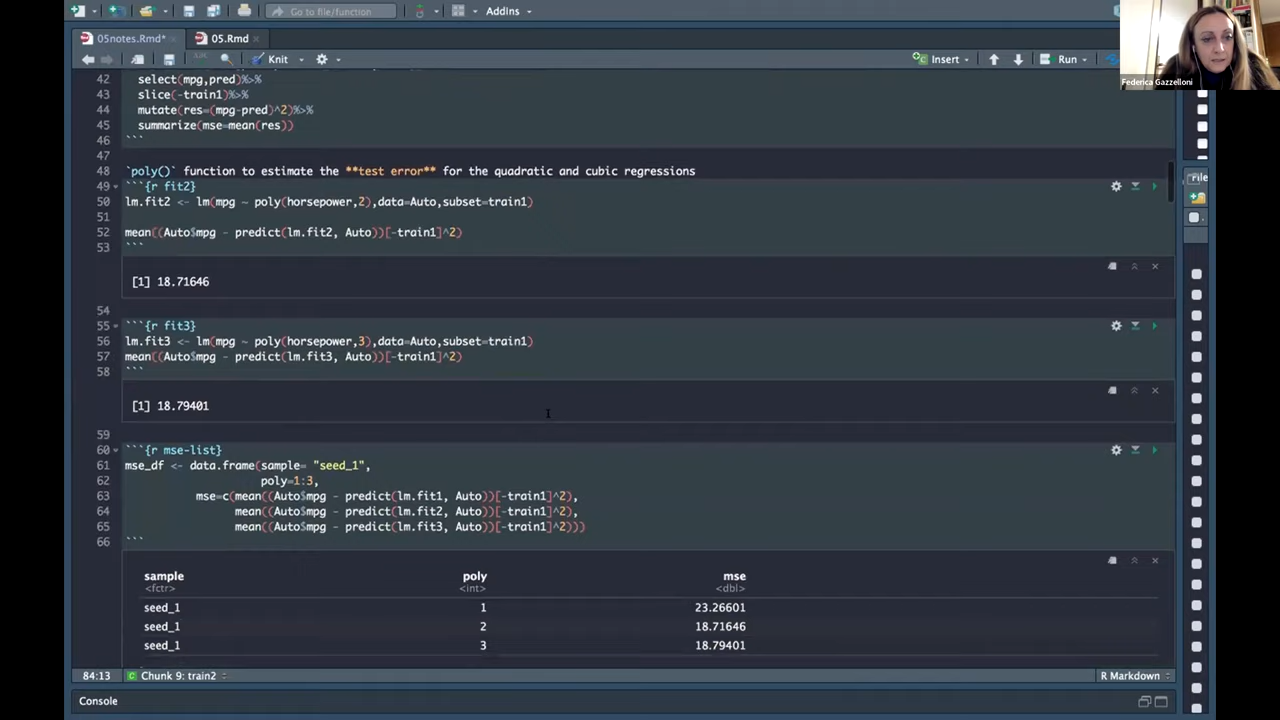 Go to file/function
Addins
05notes.Rmd*
05.Rmd
Knit
Insert
Run
Federica Gazzelloni
42 select(mpg,pred)%>%
43 slice(-train1)%>%
44 mutate(res=(mpg-pred)^2)%>%
45 summarize(mse=mean(res))
46 ```
47
48 `poly()` function to estimate the **test error** for the quadratic and cubic regressions
49 ```{r fit2}
50 lm.fit2 <- lm(mpg ~ poly(horsepower,2),data=Auto,subset=train1)
51
52 mean((Auto$mpg - predict(lm.fit2, Auto))[-train1]^2)
53 ```
[1] 18.71646
54
55 ```{r fit3}
56 lm.fit3 <- lm(mpg ~ poly(horsepower,3),data=Auto,subset=train1)
57 mean((Auto$mpg - predict(lm.fit3, Auto))[-train1]^2)
58 ```
[1] 18.79401
59
60 ```{r mse-list}
61 mse_df <- data.frame(sample= "seed_1",
62 poly=1:3,
63 mse=c(mean((Auto$mpg - predict(lm.fit1, Auto))[-train1]^2),
64 mean((Auto$mpg - predict(lm.fit2, Auto))[-train1]^2),
65 mean((Auto$mpg - predict(lm.fit3, Auto))[-train1]^2)))
66 ```
sample poly mse
<fctr> <int> <dbl>
seed_1 1 23.26601
seed_1 2 18.71646
seed_1 3 18.79401
84:13 Chunk 9: train2 R Markdown
Console